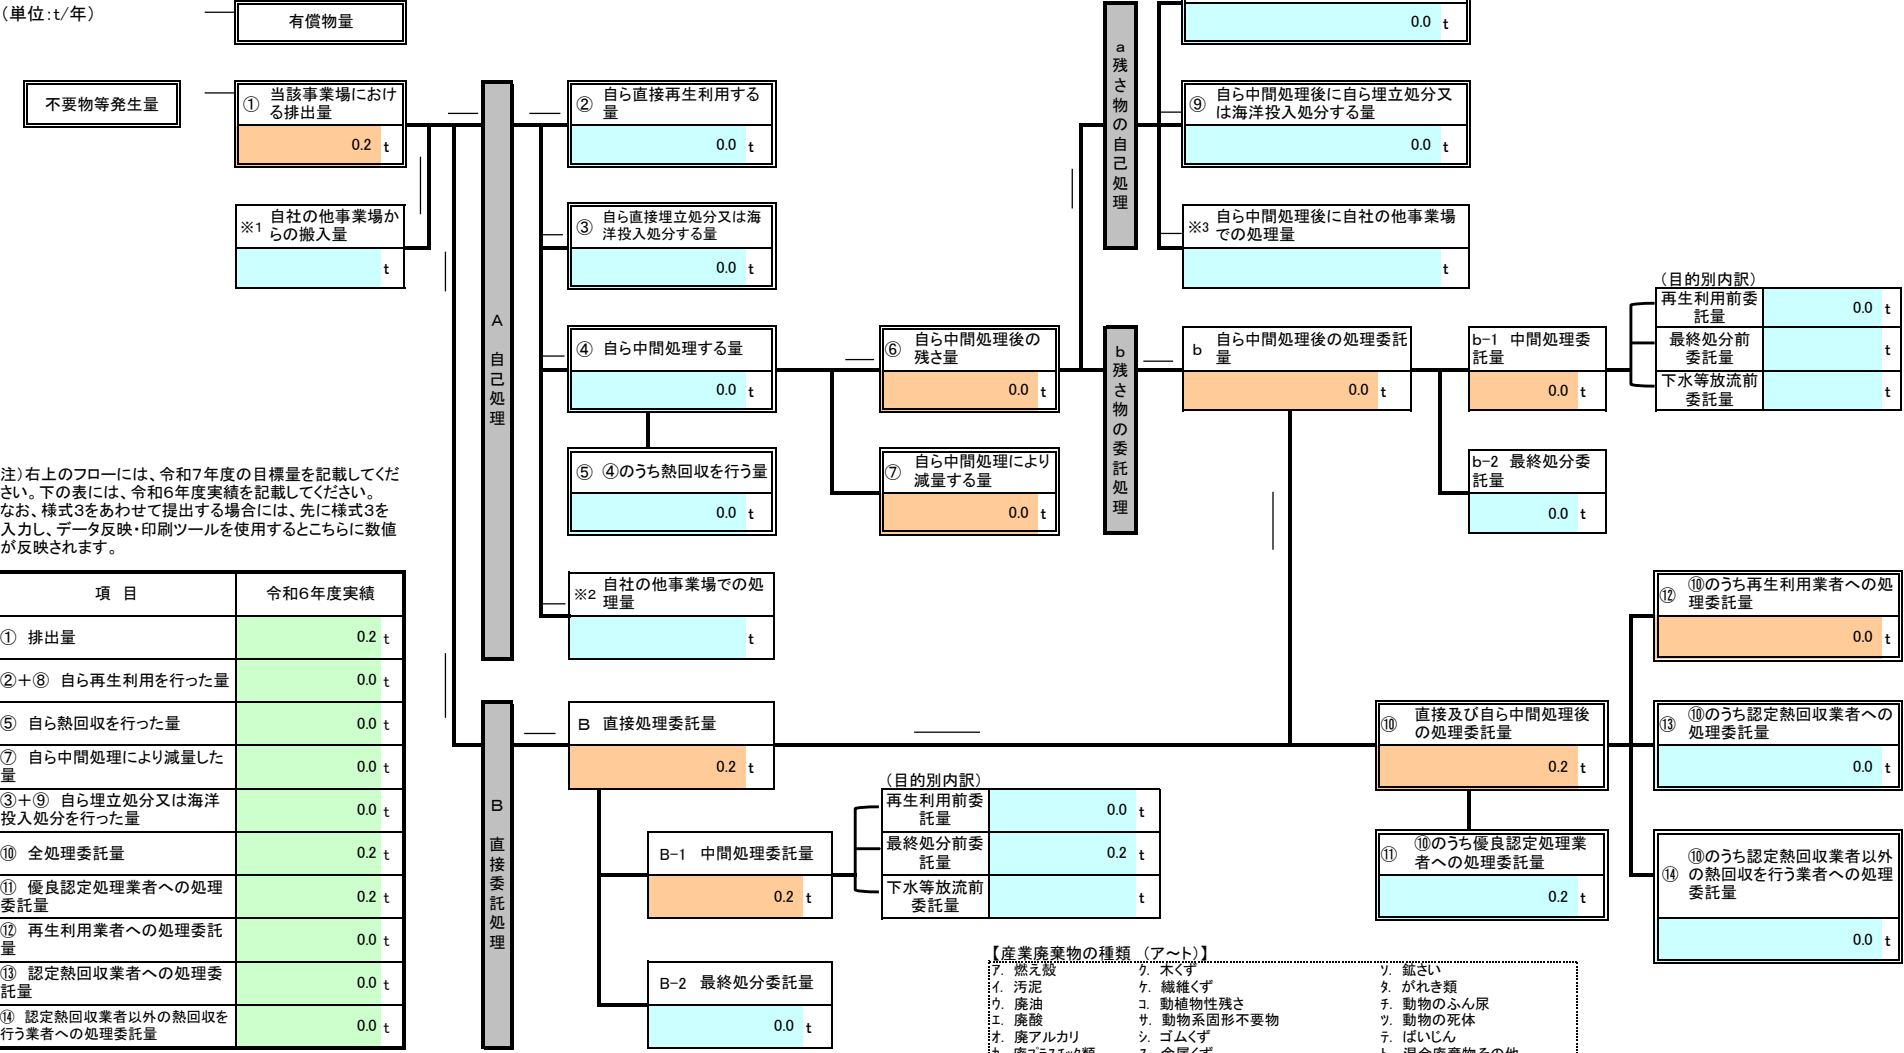 (単位:t/年)
有償物量
0.0 t
不要物等発生量
① 当該事業場におけ
る排出量
0.2 t
② 自ら直接再生利用する
量
0.0 t
⑨ 自ら中間処理後に自ら埋立処分又
は海洋投入処分する量
0.0 t
a残さ物の自己処理
※1 自社の他事業場か
らの搬入量
t
③ 自ら直接埋立処分又は海
洋投入処分する量
0.0 t
※3 自ら中間処理後に自社の他事業場
での処理量
t
A 自己処理
④ 自ら中間処理する量
0.0 t
⑥ 自ら中間処理後の
残さ量
0.0 t
b残さ物の委託処理
b 自ら中間処理後の処理委託
量
0.0 t
b-1 中間処理委
託量
0.0 t
(目的別内訳)
再生利用前委
託量
0.0 t
最終処分前
委託量
t
下水等放流前
委託量
t
⑤ ④のうち熱回収を行う量
0.0 t
⑦ 自ら中間処理により
減量する量
0.0 t
b-2 最終処分委
託量
0.0 t
注)右上のフローには、令和7年度の目標量を記載してくだ
さい。下の表には、令和6年度実績を記載してください。
なお、様式3をあわせて提出する場合には、先に様式3を
入力し、データ反映・印刷ツールを使用するとこちらに数値
が反映されます。
※2 自社の他事業場での処
理量
t
項 目 令和6年度実績
① 排出量 0.2 t
②+⑧ 自ら再生利用を行った量 0.0 t
⑤ 自ら熱回収を行った量 0.0 t
⑦ 自ら中間処理により減量した
量
0.0 t
③+⑨ 自ら埋立処分又は海洋
投入処分を行った量
0.0 t
⑩ 全処理委託量 0.2 t
⑪ 優良認定処理業者への処理
委託量
0.2 t
⑫ 再生利用業者への処理委託
量
0.0 t
⑬ 認定熱回収業者への処理委
託量
0.0 t
⑭ 認定熱回収業者以外の熱回収を
行う業者への処理委託量
0.0 t
B 直接委託処理
B 直接処理委託量
0.2 t
B-1 中間処理委託量
0.2 t
(目的別内訳)
再生利用前委
託量
0.0 t
最終処分前委
託量
0.2 t
下水等放流前
委託量
t
B-2 最終処分委託量
0.0 t
⑩ 直接及び自ら中間処理後
の処理委託量
0.2 t
⑪ ⑩のうち優良認定処理業
者への処理委託量
0.2 t
⑫ ⑩のうち再生利用業者への処
理委託量
0.0 t
⑬ ⑩のうち認定熱回収業者への
処理委託量
0.0 t
⑭ ⑩のうち認定熱回収業者以外
の熱回収を行う業者への処理
委託量
0.0 t
【産業廃棄物の種類 (ア~ト)】
ア. 燃え殻 ク. 木くず ソ. 鉱さい
イ. 汚泥 ケ. 繊維くず タ. がれき類
ウ. 廃油 コ. 動植物性残さ チ. 動物のふん尿
エ. 廃酸 サ. 動物系固形不要物 ツ. 動物の死体
オ. 廃アルカリ シ. ゴムくず テ. ばいじん
カ. 廃プラスチック類 ス. 金属くず ト. 混合廃棄物その他